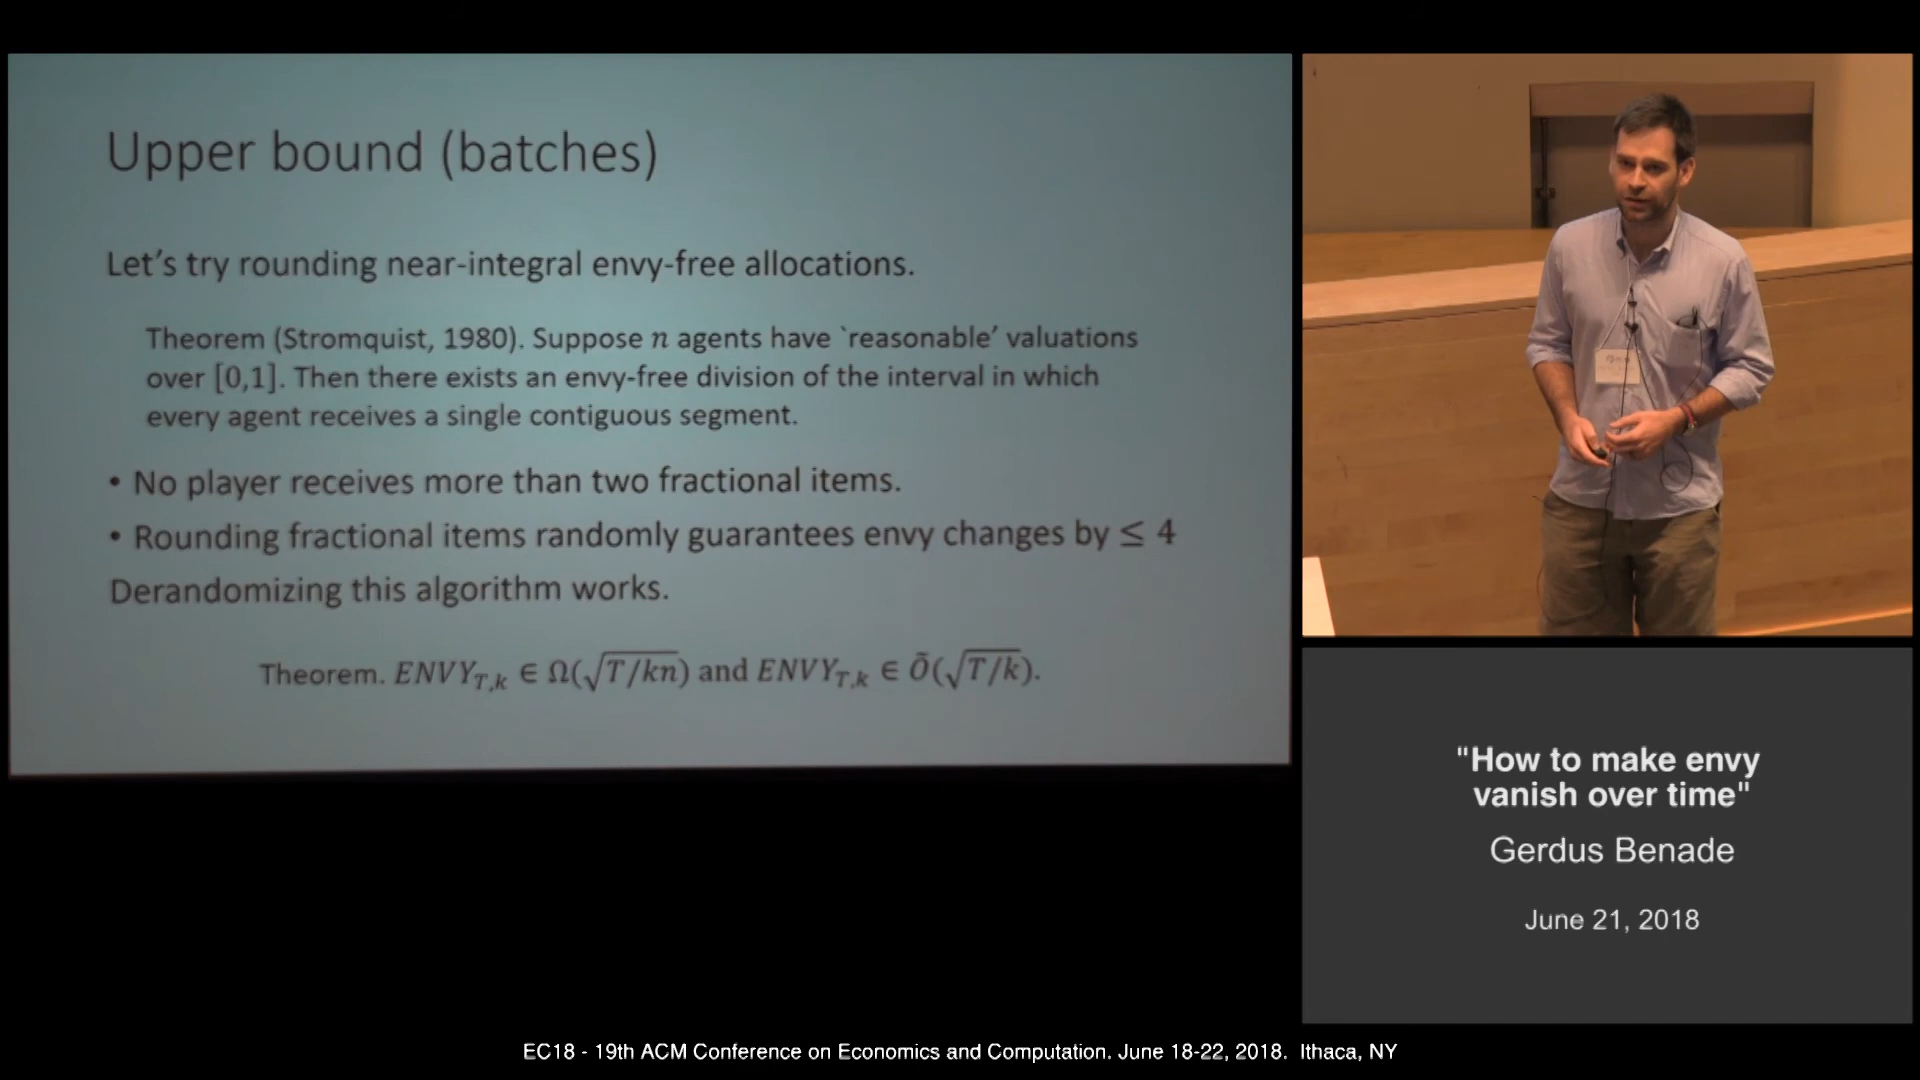 Upper bound (batches)
Let's try rounding near-integral envy-free allocations.
Theorem (Stromquist, 1980). Suppose n agents have `reasonable' valuations
over [0,1]. Then there exists an envy-free division of the interval in which
every agent receives a single contiguous segment.
• No player receives more than two fractional items.
• Rounding fractional items randomly guarantees envy changes by ≤ 4
Derandomizing this algorithm works.
Theorem. ENVY_{T,k} ∈ Ω(√(T/kn)) and ENVY_{T,k} ∈ Õ(√(T/k)).
"How to make envy
vanish over time"
Gerdus Benade
June 21, 2018
EC18 - 19th ACM Conference on Economics and Computation. June 18-22, 2018. Ithaca, NY